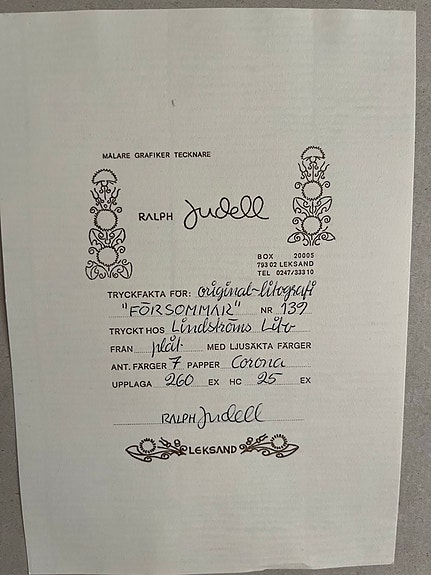 MÅLARE GRAFIKER TECKNARE
RALPH Judell
BOX 20005
793 02 LEKSAND
TEL 0247/333 10
TRYCKFAKTA FÖR: original-litografi
"FÖRSOMMAR" NR 139
TRYCKT HOS Lindströms Lito
FRÅN plåt MED LJUSÄKTA FÄRGER
ANT. FÄRGER 7 PAPPER Corona
UPPLAGA 260 EX HC 25 EX
RALPH Judell
LEKSAND